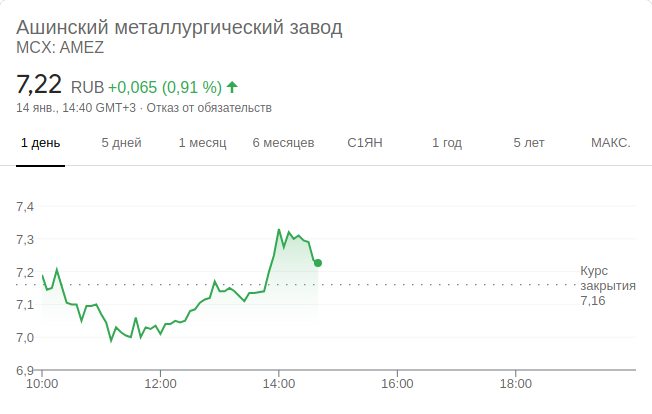 Ашинский металлургический завод
MCX: AMEZ
7,22 RUB +0,065 (0,91 %)
14 янв., 14:40 GMT+3 · Отказ от обязательств
1 день 5 дней 1 месяц 6 месяцев С1ЯН 1 год 5 лет МАКС.
7,4
7,3
7,2
7,1
7,0
6,9
Курс
закрытия
7,16
10:00 12:00 14:00 16:00 18:00